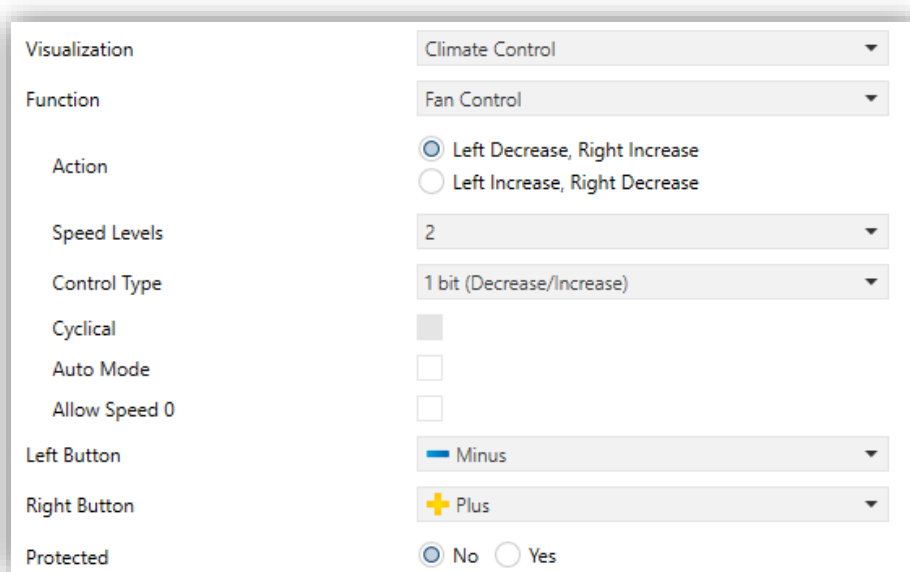 Visualization Climate Control
Function Fan Control
Action Left Decrease, Right Increase
Left Increase, Right Decrease
Speed Levels 2
Control Type 1 bit (Decrease/Increase)
Cyclical
Auto Mode
Allow Speed 0
Left Button Minus
Right Button Plus
Protected No Yes